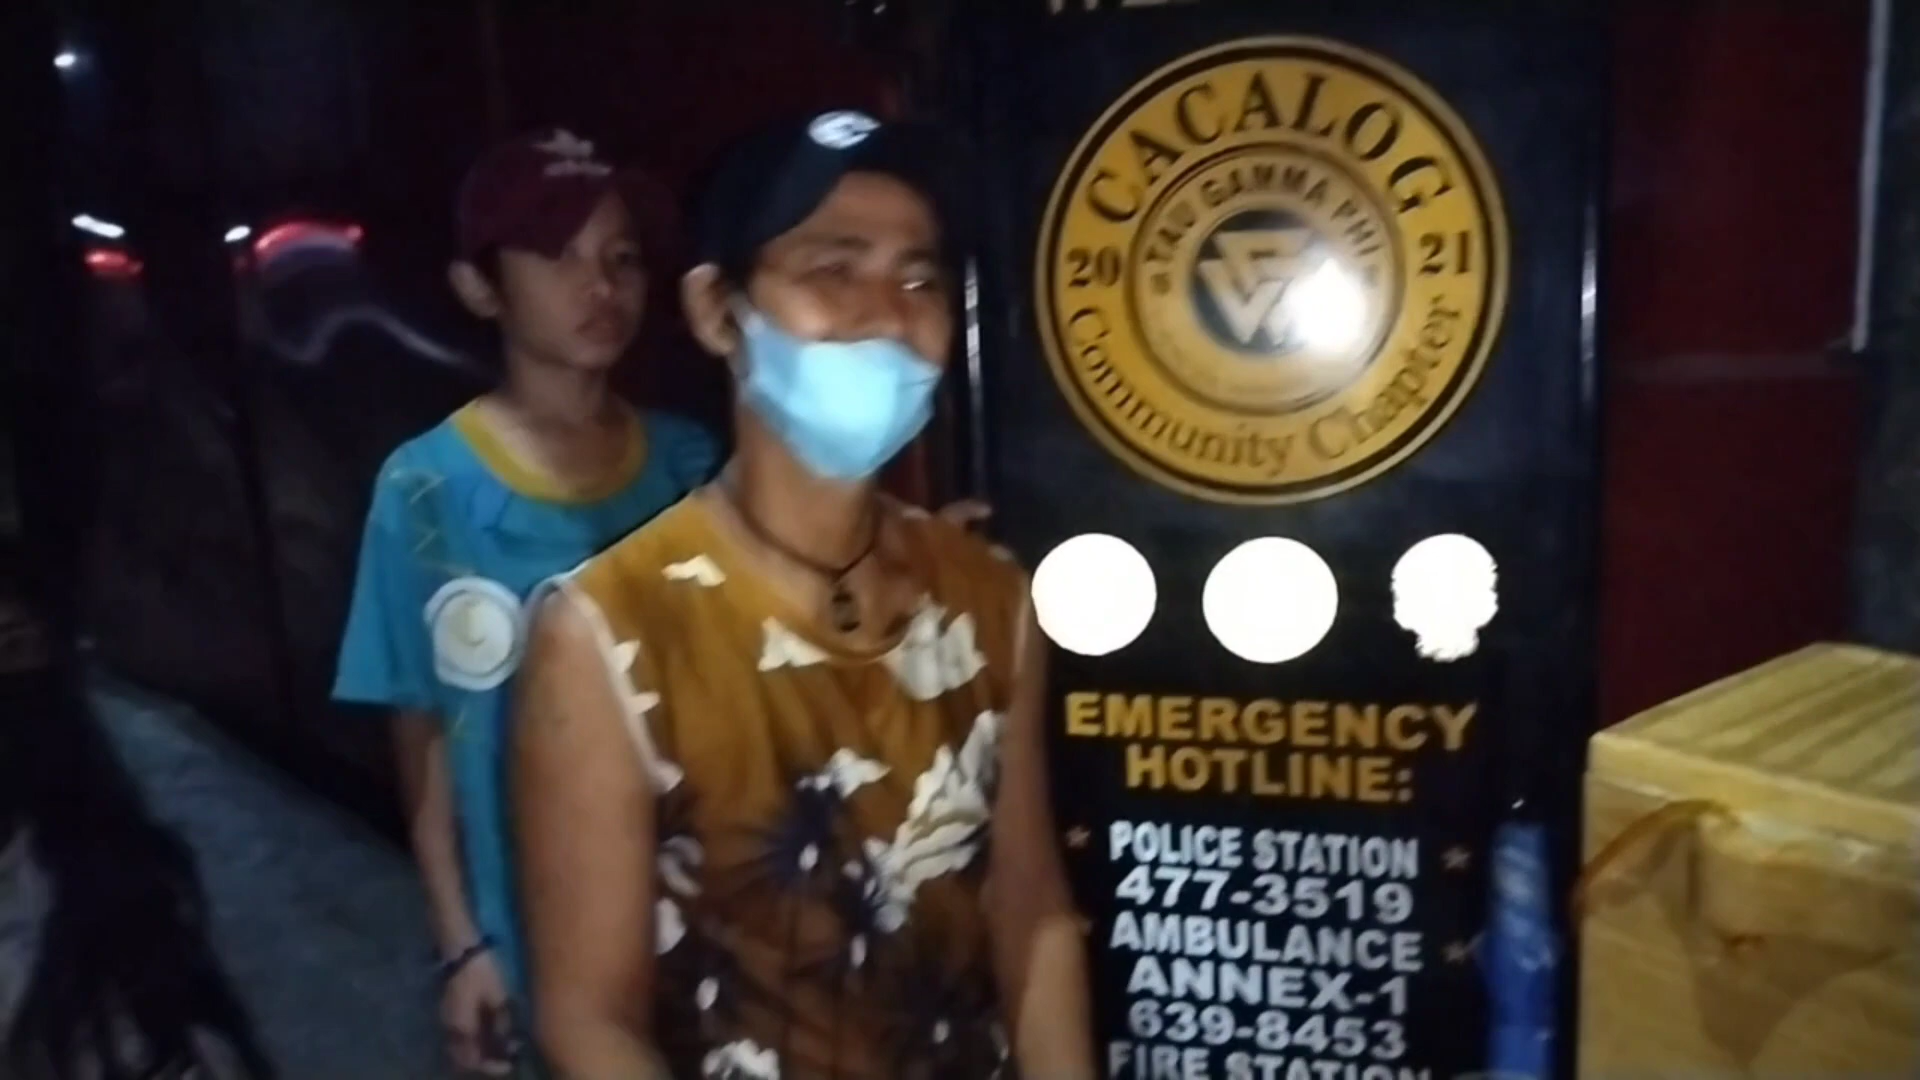 CACALOG
TAU GAMMA PHI
20 21
Community Chapter
EMERGENCY
HOTLINE:
POLICE STATION
477-3519
AMBULANCE
ANNEX-1
639-8453
FIRE STATION